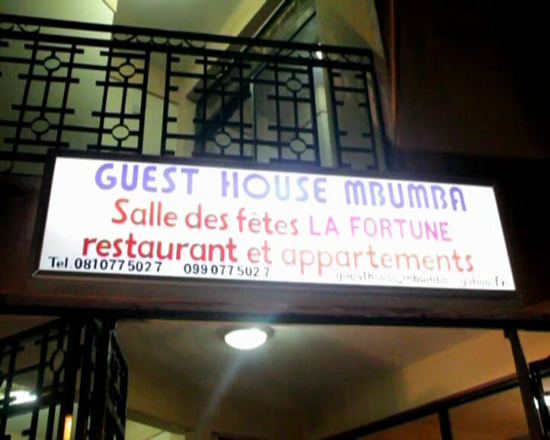 GUEST HOUSE MBUMBA
Salle des fêtes LA FORTUNE
restaurant et appartements
Tel.0810775027 0990775027